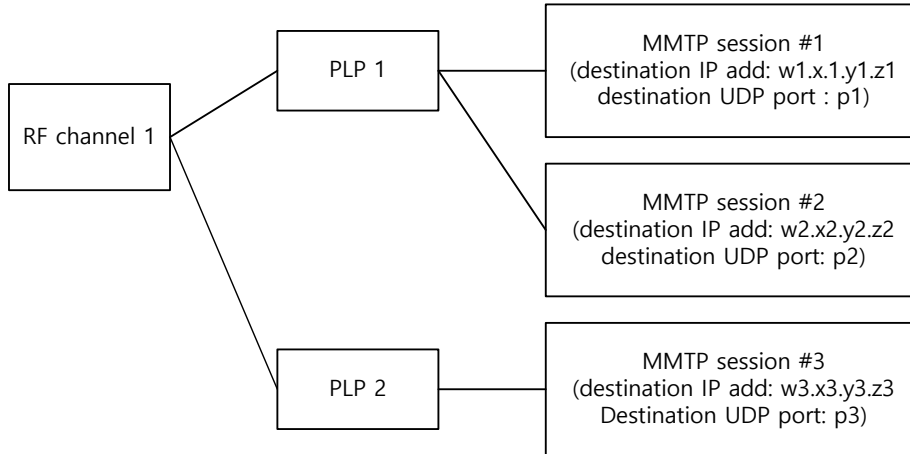 RF channel 1
PLP 1
PLP 2
MMTP session #1
(destination IP add: w1.x.1.y1.z1
destination UDP port : p1)
MMTP session #2
(destination IP add: w2.x2.y2.z2
destination UDP port: p2)
MMTP session #3
(destination IP add: w3.x3.y3.z3
Destination UDP port: p3)